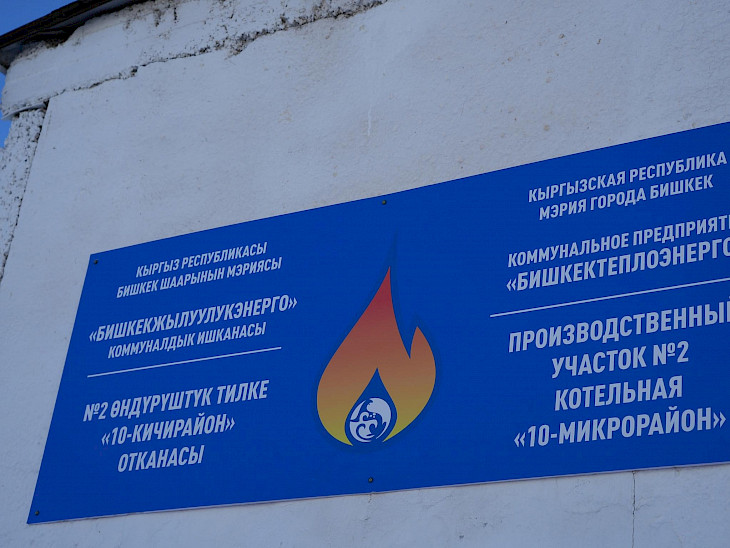 КЫРГЫЗ РЕСПУБЛИКАСЫ
БИШКЕК ШААРЫНЫН МЭРИЯСЫ
«БИШКЕКЖЫЛУУЛУКЭНЕРГО»
КОММУНАЛДЫК ИШКАНАСЫ
№2 ӨНДҮРҮШТҮК ТИЛКЕ
«10-КИЧИРАЙОН»
ОТКАНАСЫ
КЫРГЫЗСКАЯ РЕСПУБЛИКА
МЭРИЯ ГОРОДА БИШКЕК
КОММУНАЛЬНОЕ ПРЕДПРИЯТИ
«БИШКЕКТЕПЛОЭНЕРГО
ПРОИЗВОДСТВЕННЫЙ
УЧАСТОК №2
КОТЕЛЬНАЯ
«10-МИКРОРАЙОН»